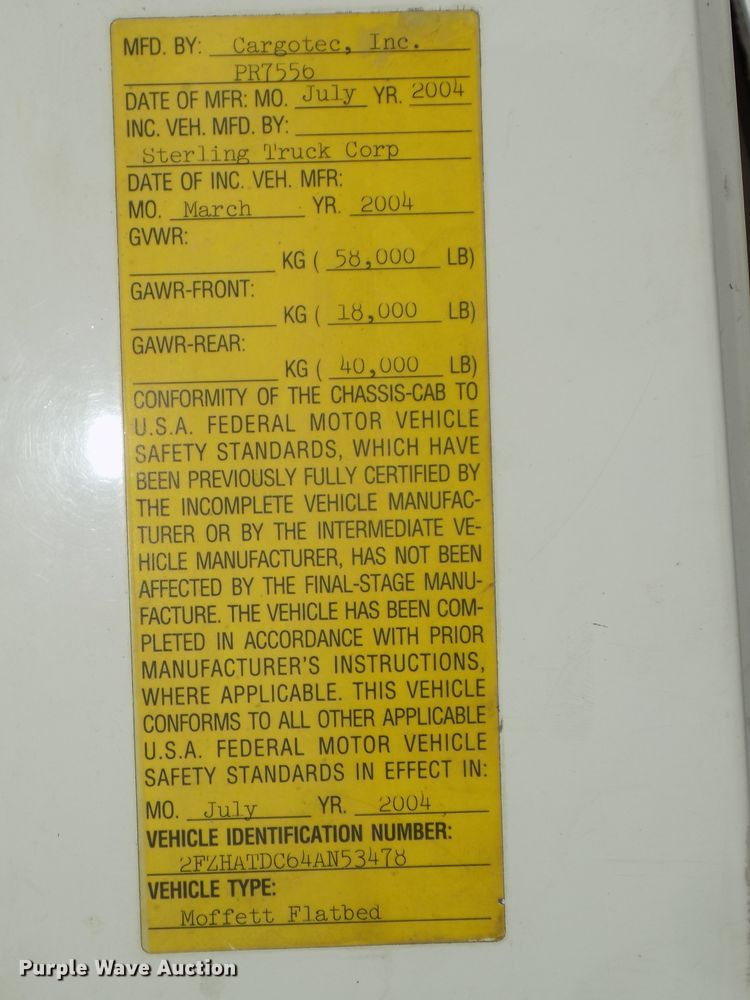 MFD. BY: Cargotec, Inc.
PR7556
DATE OF MFR: MO. July YR. 2004
INC. VEH. MFD. BY:
Sterling Truck Corp
DATE OF INC. VEH. MFR:
MO. March YR. 2004
GVWR:
KG ( 58,000 LB)
GAWR-FRONT:
KG ( 18,000 LB)
GAWR-REAR:
KG ( 40,000 LB)
CONFORMITY OF THE CHASSIS-CAB TO
U.S.A. FEDERAL MOTOR VEHICLE
SAFETY STANDARDS, WHICH HAVE
BEEN PREVIOUSLY FULLY CERTIFIED BY
THE INCOMPLETE VEHICLE MANUFAC-
TURER OR BY THE INTERMEDIATE VE-
HICLE MANUFACTURER, HAS NOT BEEN
AFFECTED BY THE FINAL-STAGE MANU-
FACTURE. THE VEHICLE HAS BEEN COM-
PLETED IN ACCORDANCE WITH PRIOR
MANUFACTURER'S INSTRUCTIONS,
WHERE APPLICABLE. THIS VEHICLE
CONFORMS TO ALL OTHER APPLICABLE
U.S.A. FEDERAL MOTOR VEHICLE
SAFETY STANDARDS IN EFFECT IN:
MO. July YR. 2004
VEHICLE IDENTIFICATION NUMBER:
2FZHATDC64AN53478
VEHICLE TYPE:
Moffett Flatbed
Purple Wave Auction